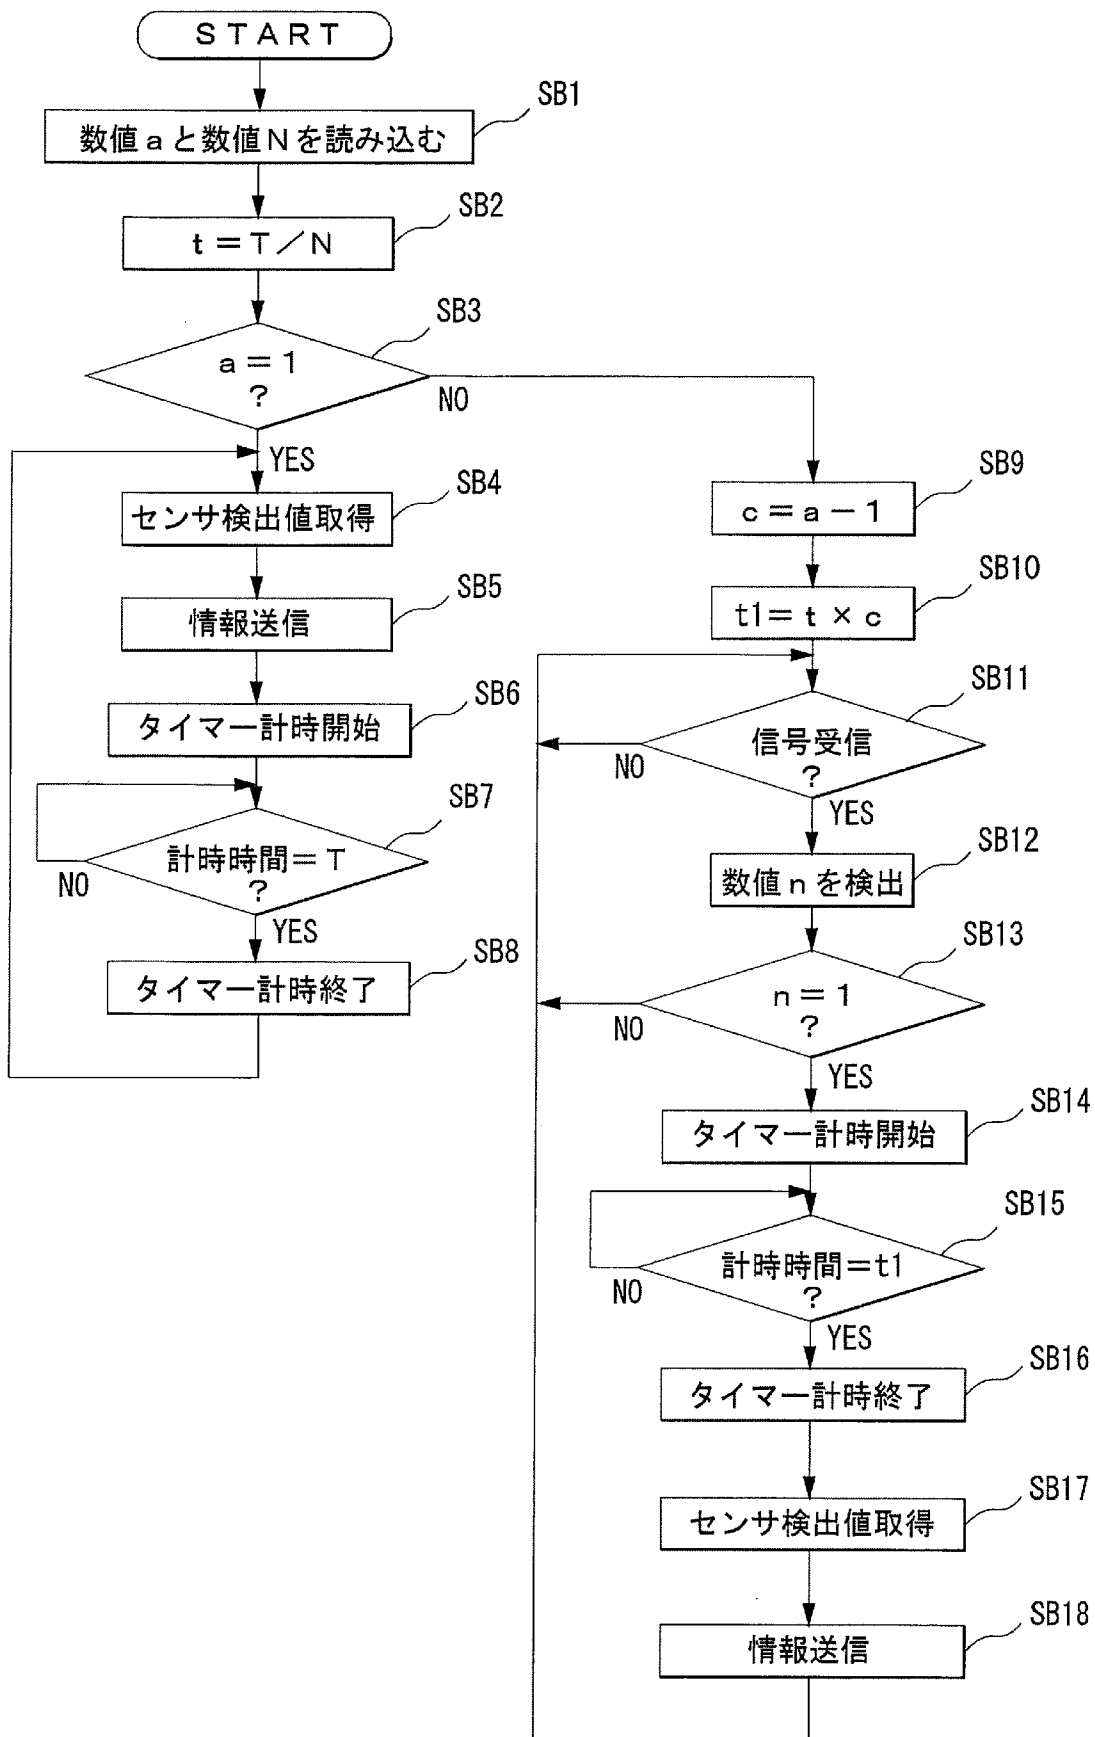 START
SB1
数値aと数値Nを読み込む
SB2
t=T/N
SB3
a=1
?
NO
YES
SB4
センサ検出値取得
SB5
情報送信
SB6
タイマー計時開始
SB7
計時時間=T
?
NO
YES
SB8
タイマー計時終了
SB9
c=a-1
SB10
t1=t×c
SB11
信号受信
?
NO
YES
SB12
数値nを検出
SB13
n=1
?
NO
YES
SB14
タイマー計時開始
SB15
計時時間=t1
?
NO
YES
SB16
タイマー計時終了
SB17
センサ検出値取得
SB18
情報送信